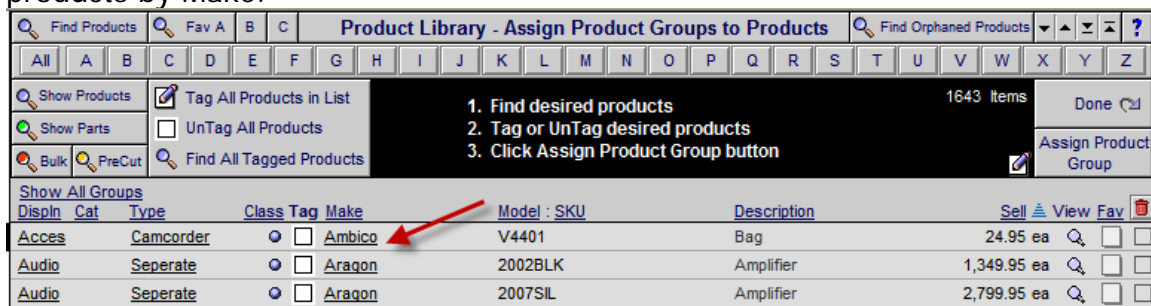 products by Make.
Find Products Fav A B C Product Library - Assign Product Groups to Products Find Orphaned Products ?
All A B C D E F G H I J K L M N O P Q R S T U V W X Y Z
Show Products Tag All Products in List 1. Find desired products 1643 Items Done
Show Parts UnTag All Products 2. Tag or UnTag desired products
Bulk PreCut Find All Tagged Products 3. Click Assign Product Group button Assign Product Group
Show All Groups
Displn Cat Type Class Tag Make Model : SKU Description Sell View Fav
Acces Camcorder Ambico V4401 Bag 24.95 ea
Audio Seperate Aragon 2002BLK Amplifier 1,349.95 ea
Audio Seperate Aragon 2007SIL Amplifier 2,799.95 ea